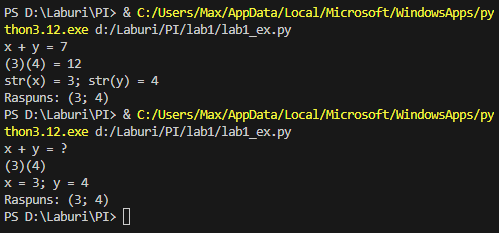 PS D:\Laburi\PI> & C:/Users/Max/AppData/Local/Microsoft/WindowsApps/py
thon3.12.exe d:/Laburi/PI/lab1/lab1_ex.py
x + y = 7
(3)(4) = 12
str(x) = 3; str(y) = 4
Raspuns: (3; 4)
PS D:\Laburi\PI> & C:/Users/Max/AppData/Local/Microsoft/WindowsApps/py
thon3.12.exe d:/Laburi/PI/lab1/lab1_ex.py
x + y = ?
(3)(4)
x = 3; y = 4
Raspuns: (3; 4)
PS D:\Laburi\PI>